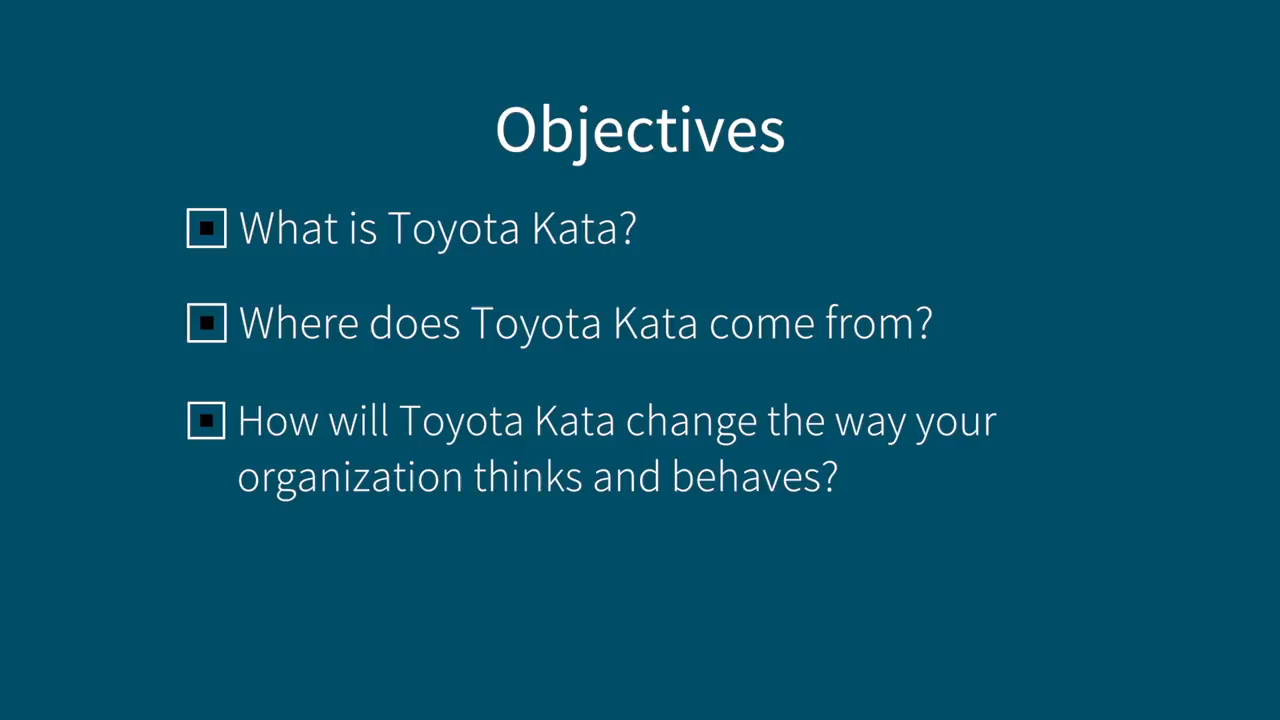 Objectives
What is Toyota Kata?
Where does Toyota Kata come from?
How will Toyota Kata change the way your
organization thinks and behaves?